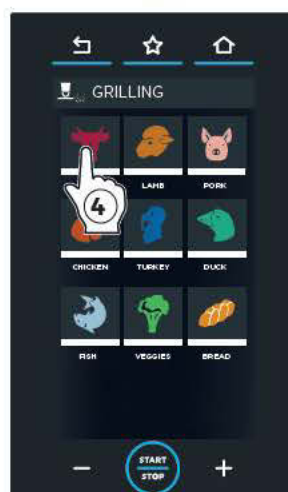 GRILLING
4
LAMB PORK
CHICKEN TURKEY DUCK
FISH VEGGIES BREAD
− START STOP +